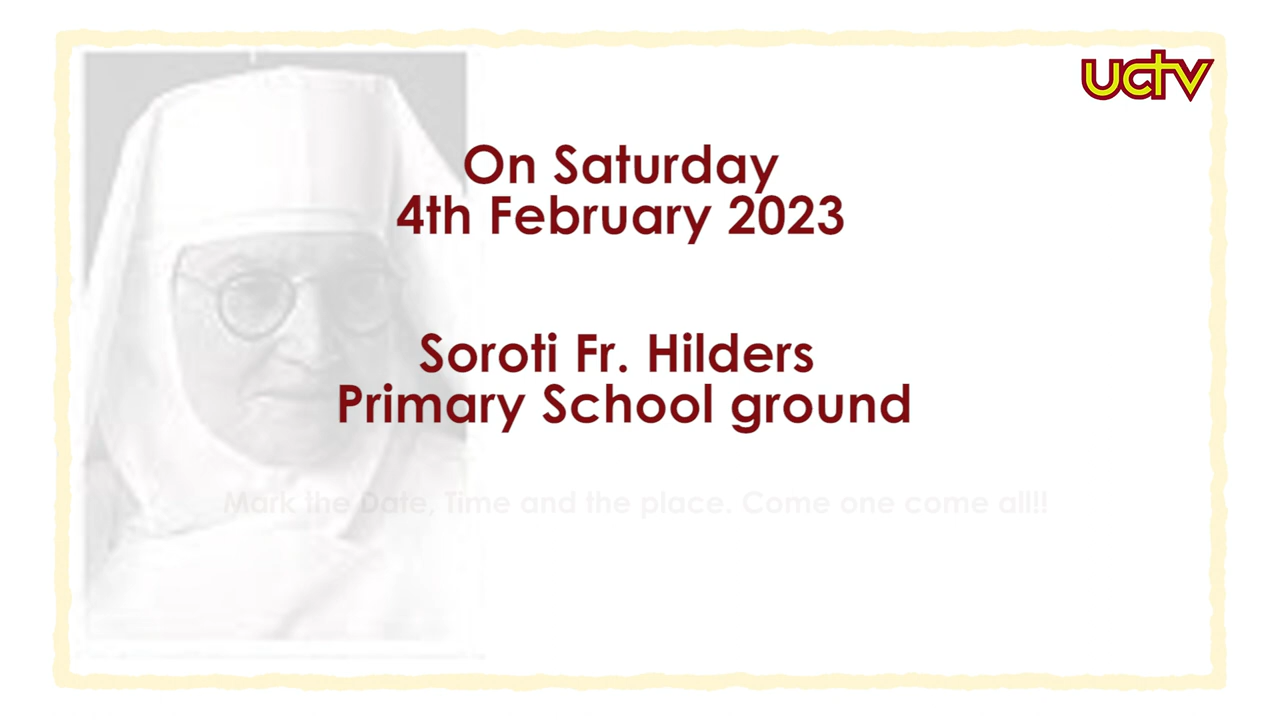 uctv
On Saturday
4th February 2023
Soroti Fr. Hilders
Primary School ground
Mark the Date, Time and the place. Come one come all!!